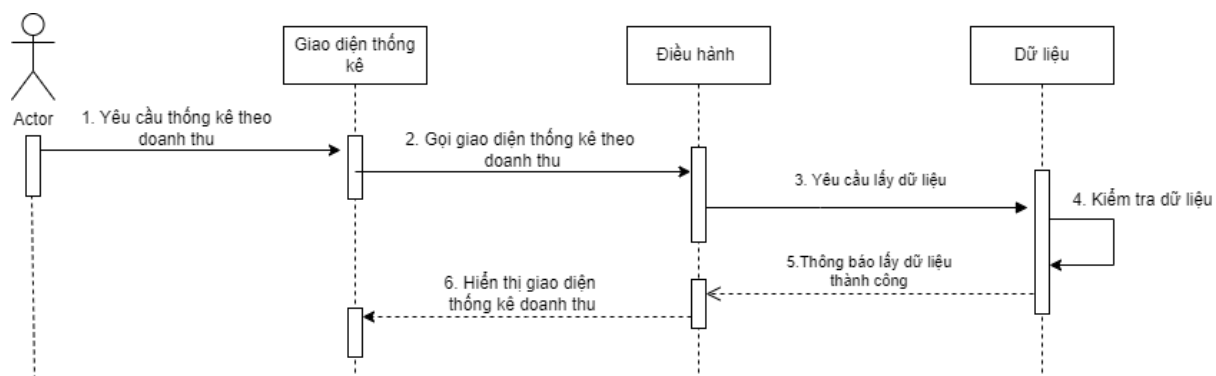 Giao diện thống
kê
Điều hành
Dữ liệu
Actor
1. Yêu cầu thống kê theo
doanh thu
2. Gọi giao diện thống kê theo
doanh thu
3. Yêu cầu lấy dữ liệu
4. Kiểm tra dữ liệu
5.Thông báo lấy dữ liệu
thành công
6. Hiển thị giao diện
thống kê doanh thu